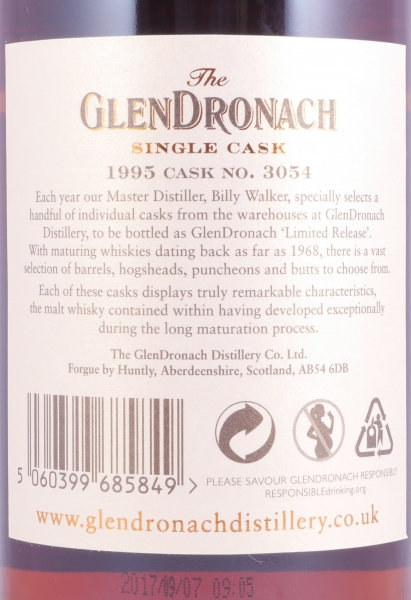 The
GLENDRONACH
SINGLE CASK
1995 CASK NO. 3054
Each year our Master Distiller, Billy Walker, specially selects a
handful of individual casks from the warehouses at GlenDronach
Distillery, to be bottled as GlenDronach ‘Limited Release’.
With maturing whiskies dating back as far as 1968, there is a vast
selection of barrels, hogsheads, puncheons and butts to choose from.
Each of these casks displays truly remarkable characteristics,
the malt whisky contained within having developed exceptionally
during the long maturation process.
The GlenDronach Distillery Co. Ltd.
Forgue by Huntly, Aberdeenshire, Scotland, AB54 6DB
5 060399 685849 >
PLEASE SAVOUR GLENDRONACH RESPONSIBLY
RESPONSIBLEdrinking.org
www.glendronachdistillery.co.uk
2017/09/07 09:05